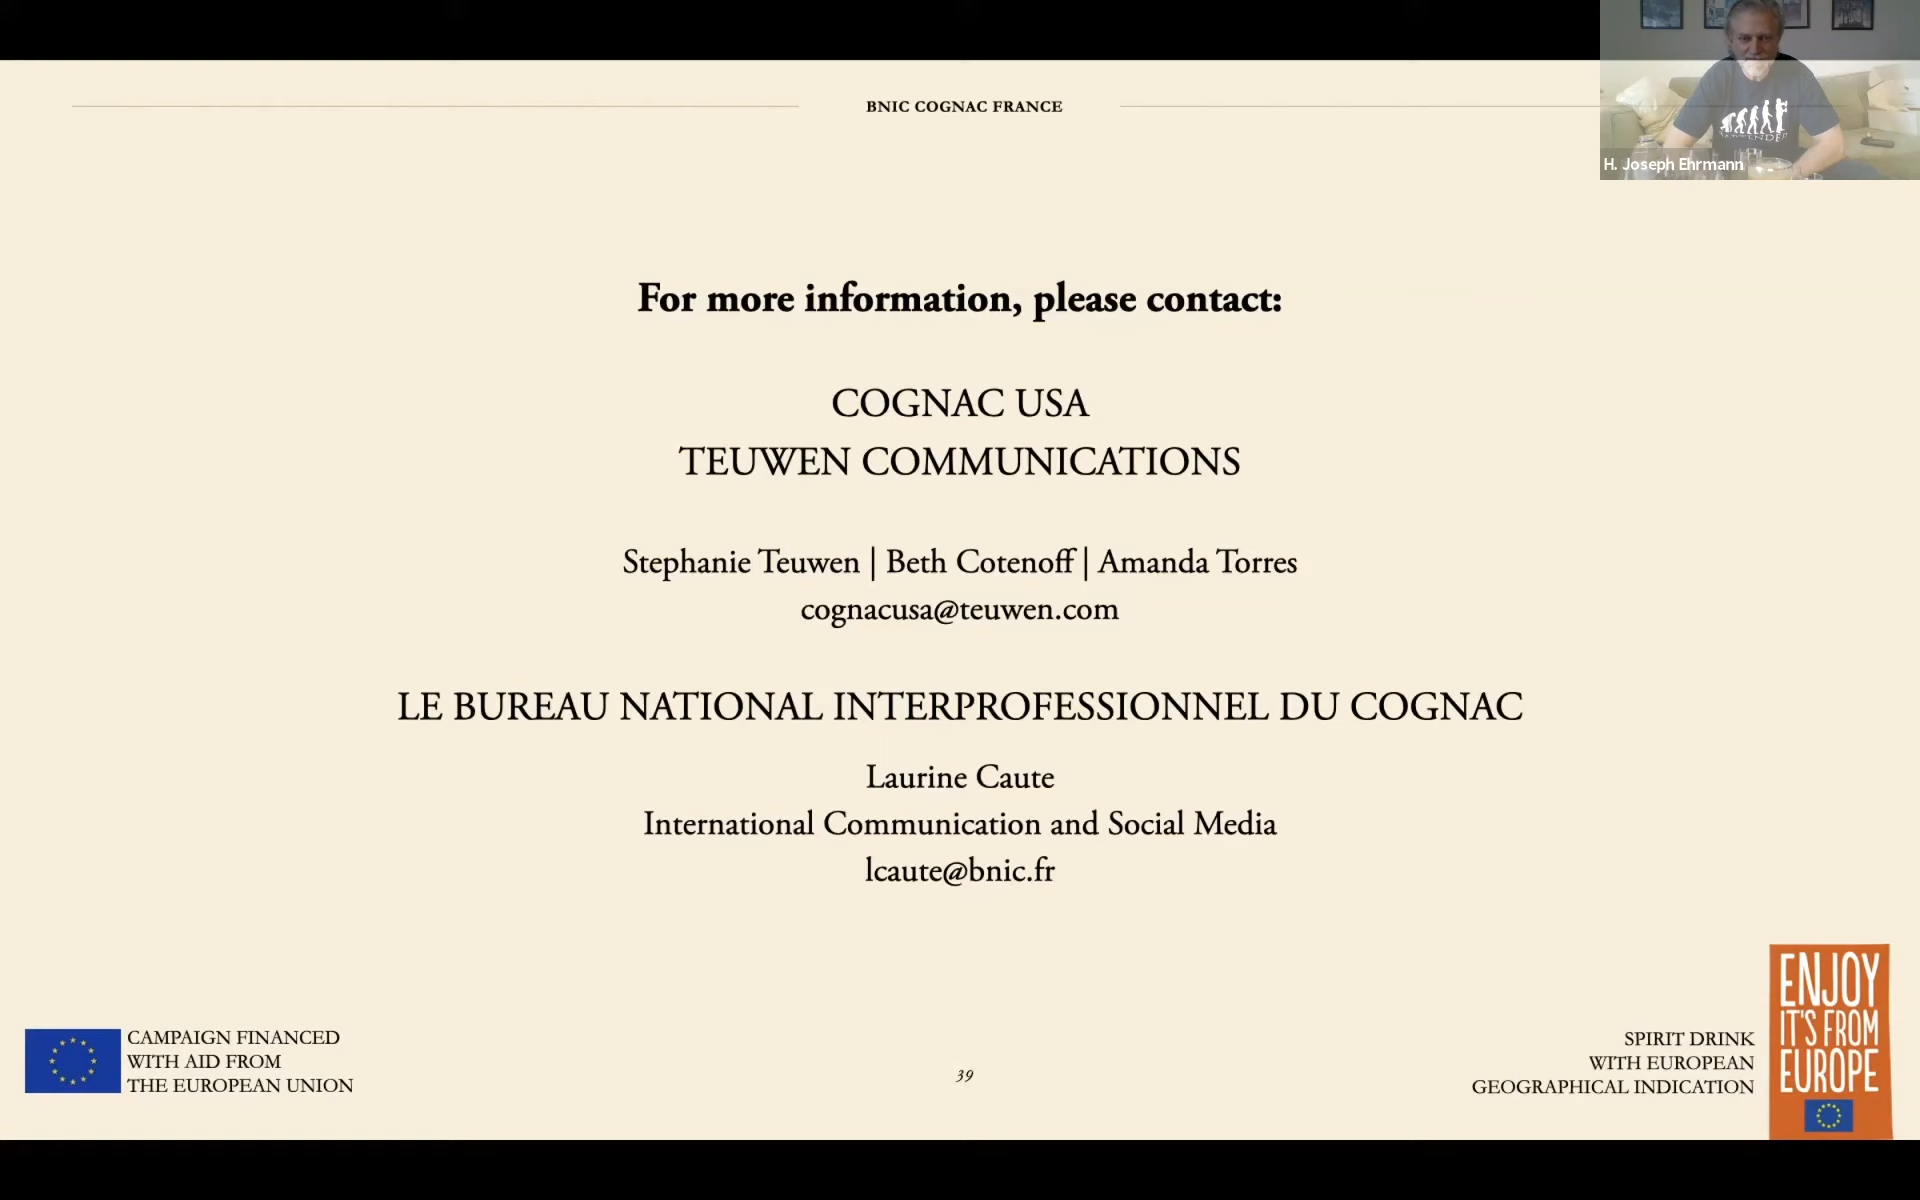 BNIC COGNAC FRANCE
H. Joseph Ehrmann
For more information, please contact:
COGNAC USA
TEUWEN COMMUNICATIONS
Stephanie Teuwen | Beth Cotenoff | Amanda Torres
cognacusa@teuwen.com
LE BUREAU NATIONAL INTERPROFESSIONNEL DU COGNAC
Laurine Caute
International Communication and Social Media
lcaute@bnic.fr
CAMPAIGN FINANCED
WITH AID FROM
THE EUROPEAN UNION
39
SPIRIT DRINK
WITH EUROPEAN
GEOGRAPHICAL INDICATION
ENJOY
IT'S FROM
EUROPE